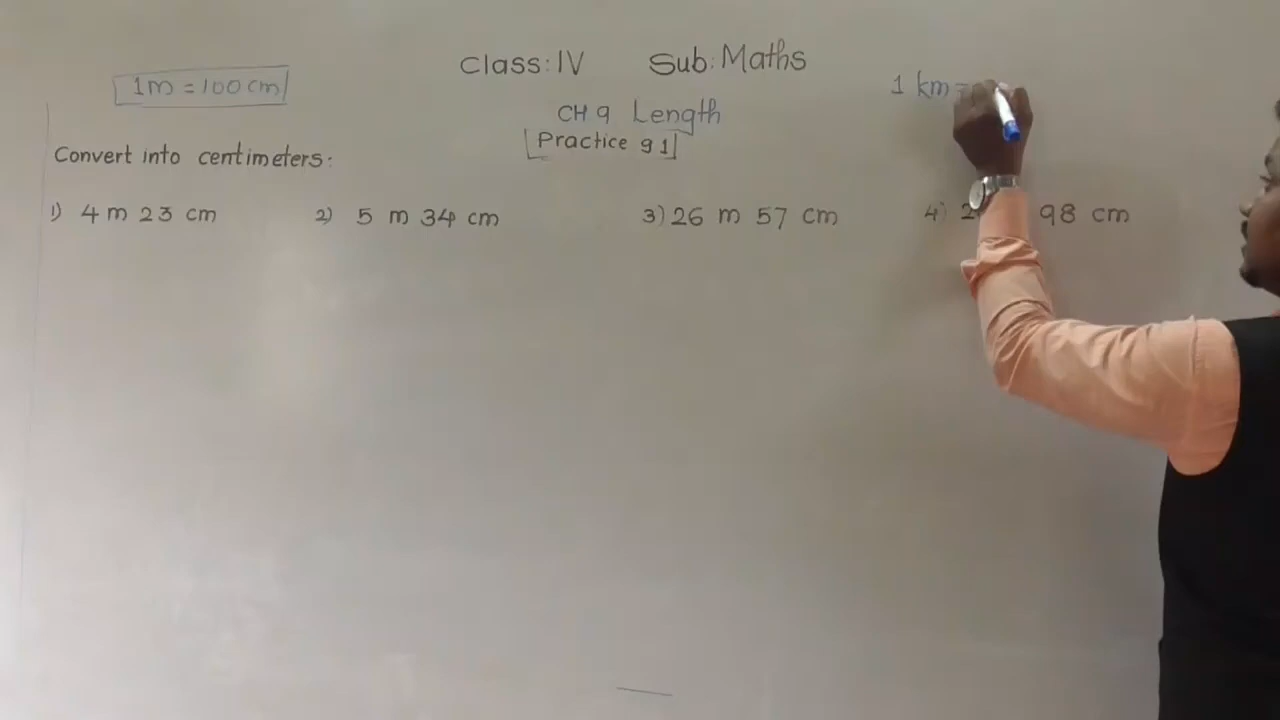 Class: IV Sub: Maths
1m = 100 cm
1 km =
CH 9 Length
[Practice 9 1]
Convert into centimeters:
1) 4 m 23 cm
2) 5 m 34 cm
3) 26 m 57 cm
4) 98 cm